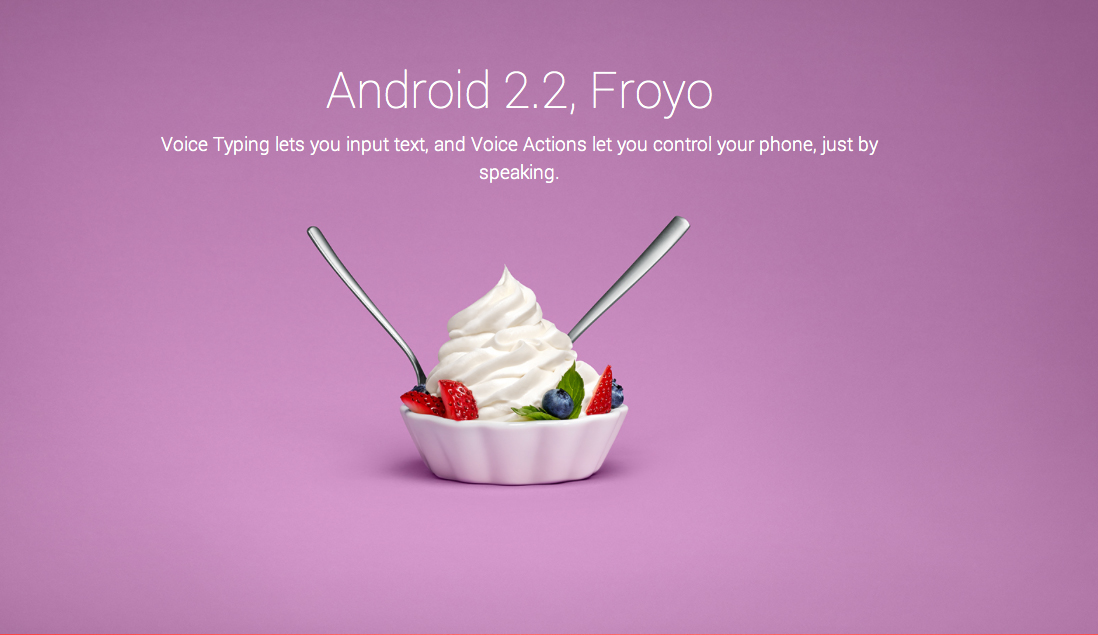 Android 2.2, Froyo
Voice Typing lets you input text, and Voice Actions let you control your phone, just by
speaking.